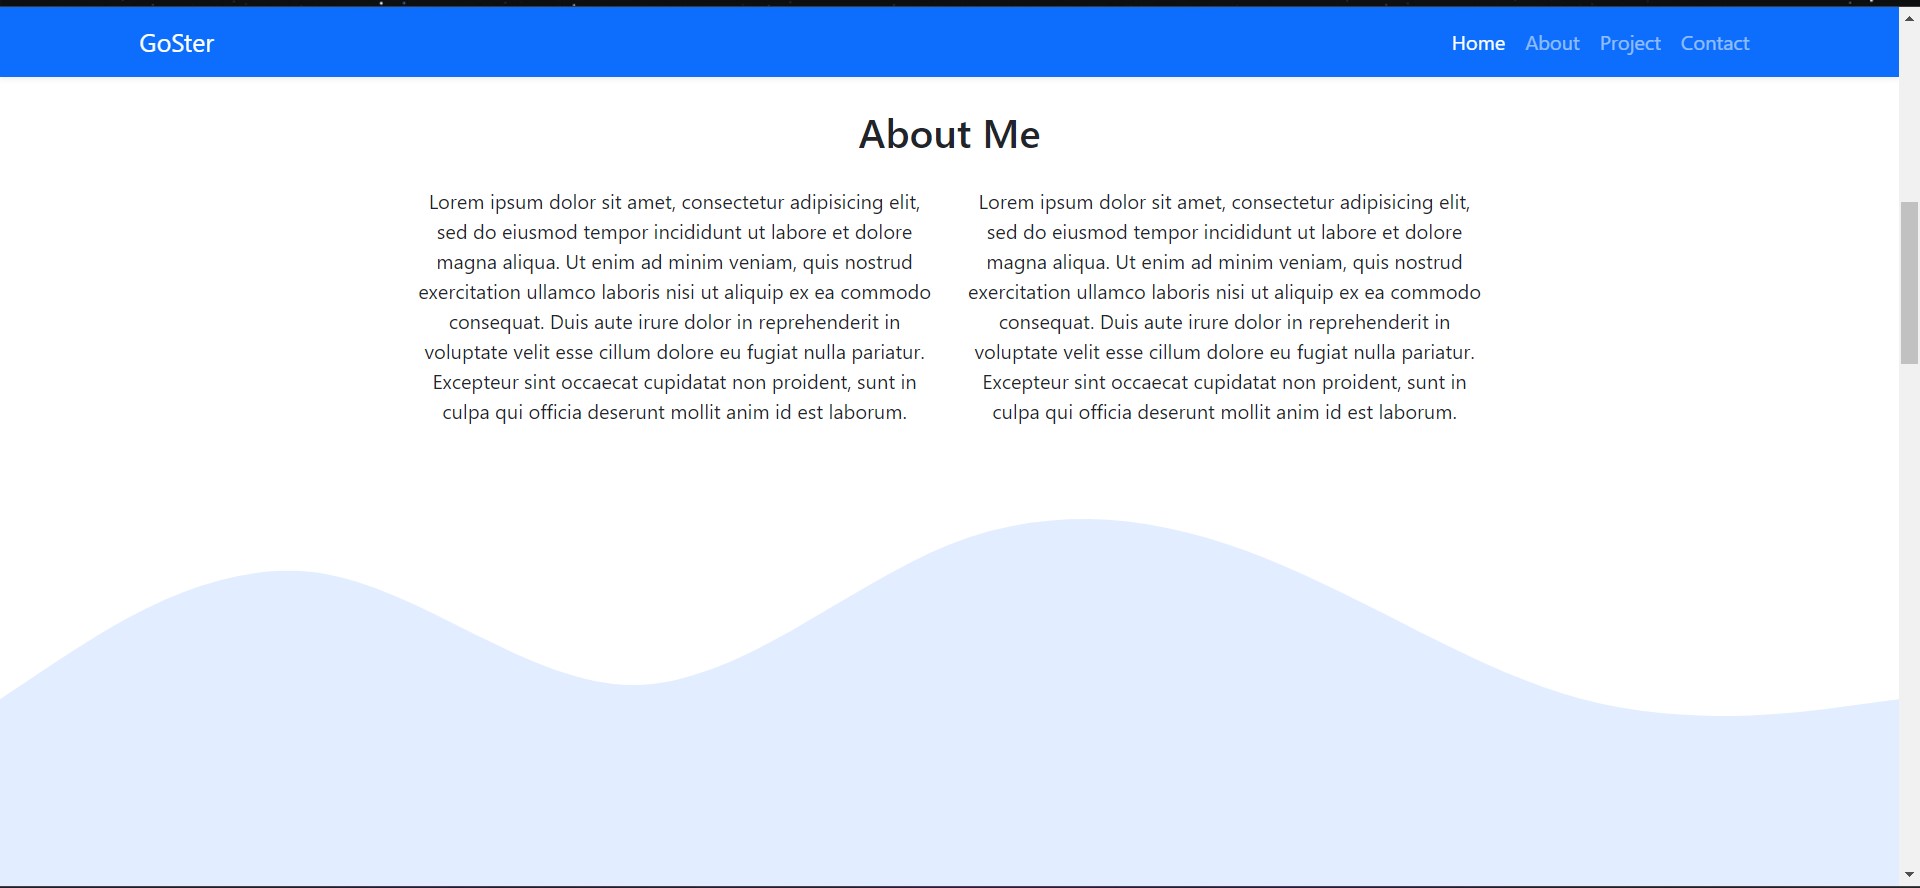 GoSter
Home About Project Contact
About Me
Lorem ipsum dolor sit amet, consectetur adipisicing elit,
sed do eiusmod tempor incididunt ut labore et dolore
magna aliqua. Ut enim ad minim veniam, quis nostrud
exercitation ullamco laboris nisi ut aliquip ex ea commodo
consequat. Duis aute irure dolor in reprehenderit in
voluptate velit esse cillum dolore eu fugiat nulla pariatur.
Excepteur sint occaecat cupidatat non proident, sunt in
culpa qui officia deserunt mollit anim id est laborum.
Lorem ipsum dolor sit amet, consectetur adipisicing elit,
sed do eiusmod tempor incididunt ut labore et dolore
magna aliqua. Ut enim ad minim veniam, quis nostrud
exercitation ullamco laboris nisi ut aliquip ex ea commodo
consequat. Duis aute irure dolor in reprehenderit in
voluptate velit esse cillum dolore eu fugiat nulla pariatur.
Excepteur sint occaecat cupidatat non proident, sunt in
culpa qui officia deserunt mollit anim id est laborum.